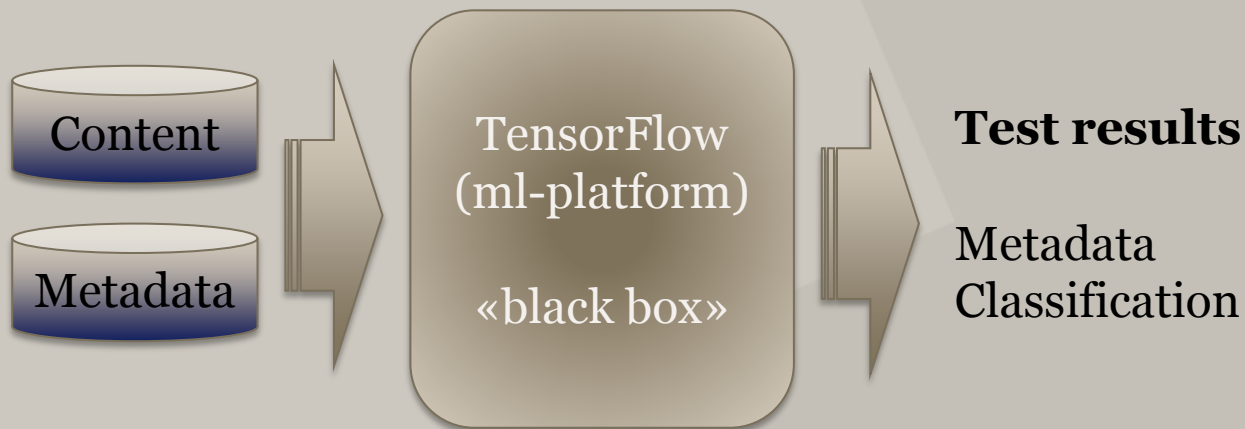 Content
Metadata
TensorFlow
(ml-platform)
«black box»
Test results
Metadata
Classification